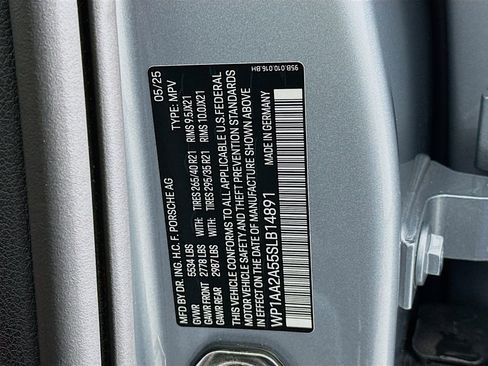 MFD. BY DR. ING. H.C. F. PORSCHE AG
05/25
GVWR 5534 LBS TYPE: MPV
GAWR FRONT 2778 LBS WITH: TIRES 265/40 R21 RIMS 9.5JX21
GAWR REAR 2987 LBS WITH: TIRES 295/35 R21 RIMS 10.0JX21
THIS VEHICLE CONFORMS TO ALL APPLICABLE U.S. FEDERAL
MOTOR VEHICLE SAFETY AND THEFT PREVENTION STANDARDS
IN EFFECT ON THE DATE OF MANUFACTURE SHOWN ABOVE
WP1AA2A55SLB14891 MADE IN GERMANY
95B.010.015.BH